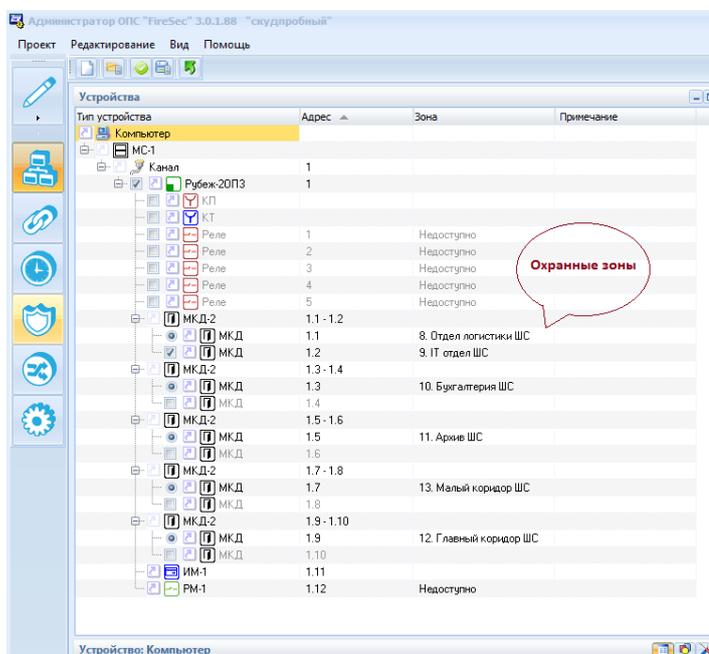 Администратор ОПС "FireSec" 3.0.1.88 "скудпробный"
Проект Редактирование Вид Помощь
Устройства
Тип устройства Адрес Зона Примечание
Компьютер
МС-1
Канал 1
Рубеж-2ОПЗ 1
КП
КТ
Реле 1 Недоступно
Реле 2 Недоступно
Реле 3 Недоступно
Реле 4 Недоступно
Реле 5 Недоступно
Охранные зоны
МКД-2 1.1 - 1.2
МКД 1.1 8. Отдел логистики ШС
МКД 1.2 9. IT отдел ШС
МКД-2 1.3 - 1.4
МКД 1.3 10. Бухгалтерия ШС
МКД 1.4
МКД-2 1.5 - 1.6
МКД 1.5 11. Архив ШС
МКД 1.6
МКД-2 1.7 - 1.8
МКД 1.7 13. Малый коридор ШС
МКД 1.8
МКД-2 1.9 - 1.10
МКД 1.9 12. Главный коридор ШС
МКД 1.10
ИМ-1 1.11
РМ-1 1.12 Недоступно
Устройство: Компьютер